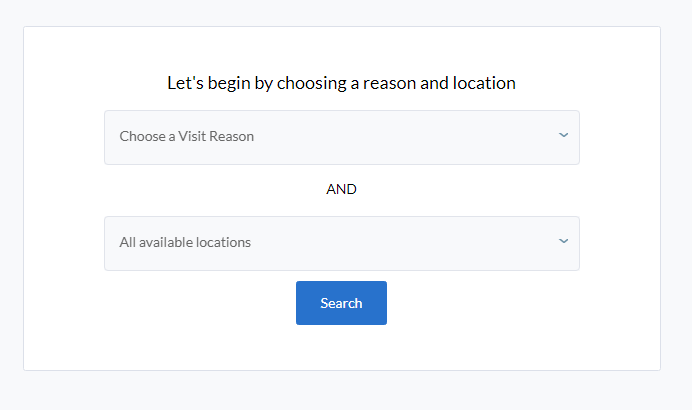 Let's begin by choosing a reason and location
Choose a Visit Reason
AND
All available locations
Search